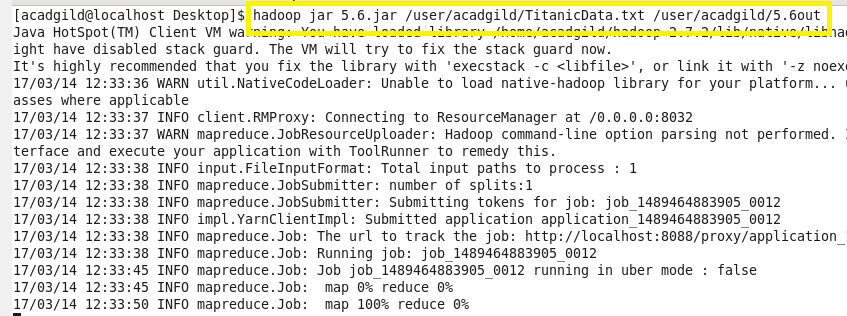 [acadgild@localhost Desktop]$ hadoop jar 5.6.jar /user/acadgild/TitanicData.txt /user/acadgild/5.6out
Java HotSpot(TM) Client VM warning: You have loaded library /home/acadgild/hadoop-2.7.2/lib/native/libhad
ight have disabled stack guard. The VM will try to fix the stack guard now.
It's highly recommended that you fix the library with 'execstack -c <libfile>', or link it with '-z noexe
17/03/14 12:33:36 WARN util.NativeCodeLoader: Unable to load native-hadoop library for your platform...
asses where applicable
17/03/14 12:33:37 INFO client.RMProxy: Connecting to ResourceManager at /0.0.0.0:8032
17/03/14 12:33:37 WARN mapreduce.JobResourceUploader: Hadoop command-line option parsing not performed.
terface and execute your application with ToolRunner to remedy this.
17/03/14 12:33:38 INFO input.FileInputFormat: Total input paths to process : 1
17/03/14 12:33:38 INFO mapreduce.JobSubmitter: number of splits:1
17/03/14 12:33:38 INFO mapreduce.JobSubmitter: Submitting tokens for job: job_1489464883905_0012
17/03/14 12:33:38 INFO impl.YarnClientImpl: Submitted application application_1489464883905_0012
17/03/14 12:33:38 INFO mapreduce.Job: The url to track the job: http://localhost:8088/proxy/application_
17/03/14 12:33:38 INFO mapreduce.Job: Running job: job_1489464883905_0012
17/03/14 12:33:45 INFO mapreduce.Job: Job job_1489464883905_0012 running in uber mode : false
17/03/14 12:33:45 INFO mapreduce.Job:  map 0% reduce 0%
17/03/14 12:33:50 INFO mapreduce.Job:  map 100% reduce 0%